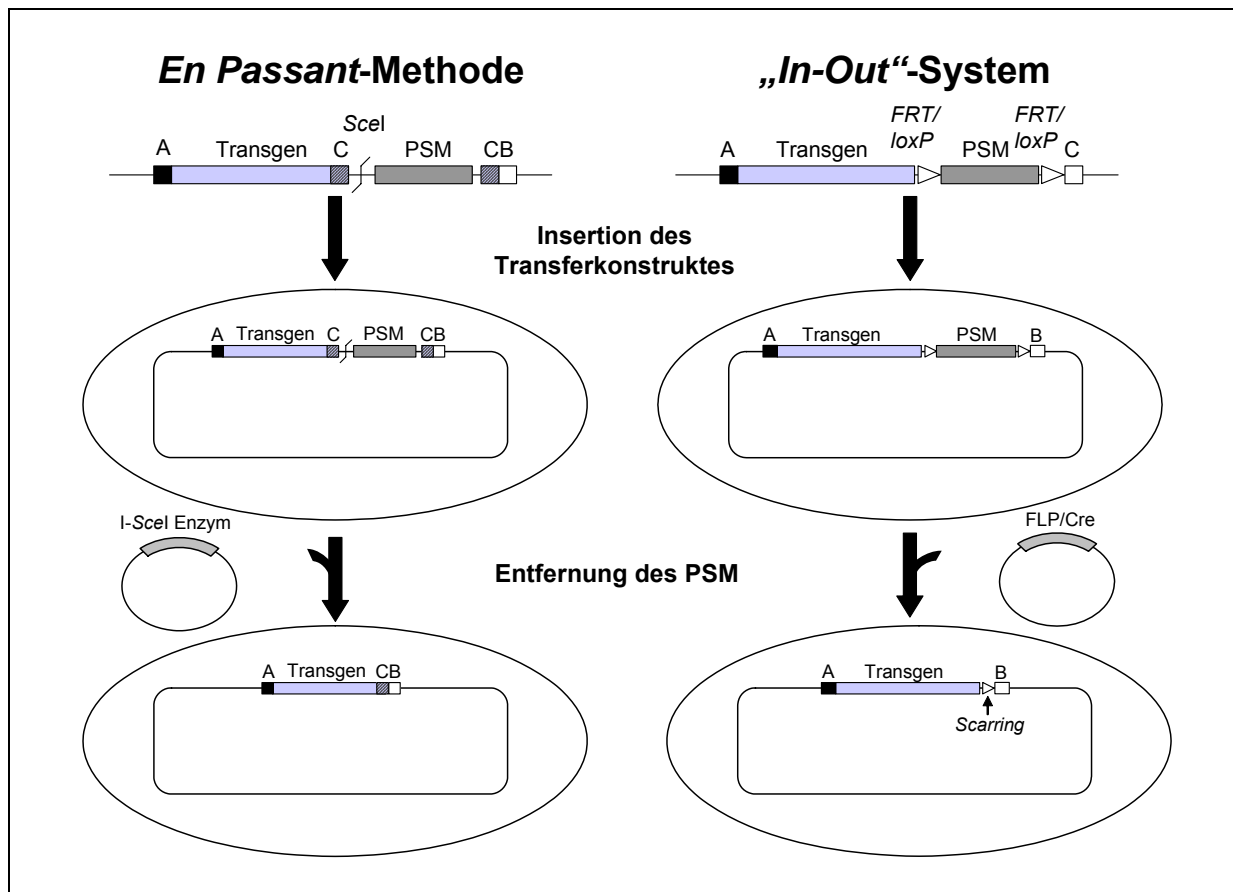 En Passant-Methode
„In-Out“-System
SceI
FRT/
loxP
FRT/
loxP
A Transgen C PSM CB
A Transgen PSM C
Insertion des
Transferkonstruktes
A Transgen C PSM CB
A Transgen PSM B
I-SceI Enzym
FLP/Cre
Entfernung des PSM
A Transgen CB
A Transgen B
Scarring